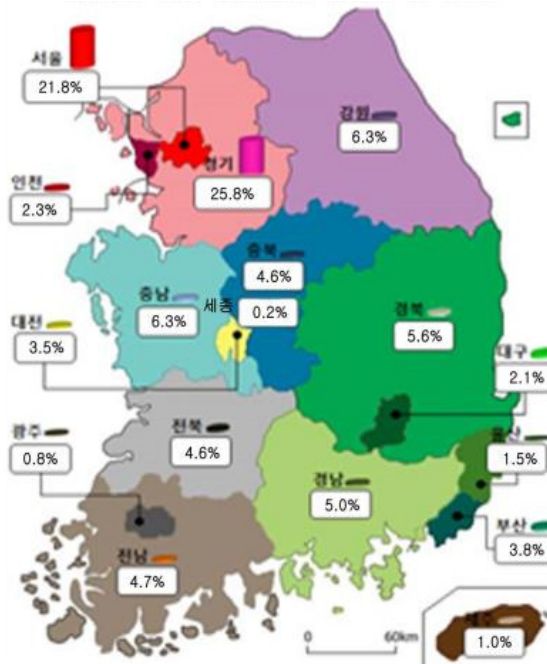 서울
21.8%
강원
6.3%
경기
25.8%
인천
2.3%
충북
4.6%
충남
6.3%
세종
0.2%
경북
5.6%
대전
3.5%
대구
2.1%
전북
4.6%
광주
0.8%
울산
1.5%
경남
5.0%
부산
3.8%
전남
4.7%
0
60km
제주
1.0%